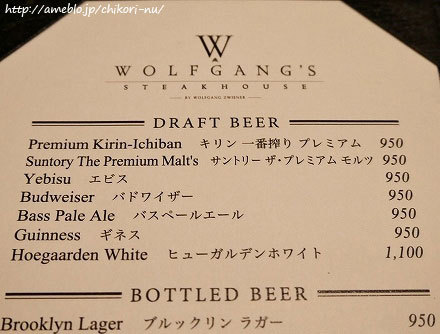 http://ameblo.jp/chikori-nu/
W
WOLFGANG'S
STEAKHOUSE
BY WOLFGANG ZWIENER
DRAFT BEER
Premium Kirin-Ichiban キリン 一番搾り プレミアム 950
Suntory The Premium Malt's サントリー ザ・プレミアム モルツ 950
Yebisu エビス 950
Budweiser バドワイザー 950
Bass Pale Ale バスペールエール 950
Guinness ギネス 950
Hoegaarden White ヒューガルデンホワイト 1,100
BOTTLED BEER
Brooklyn Lager ブルックリン ラガー 950